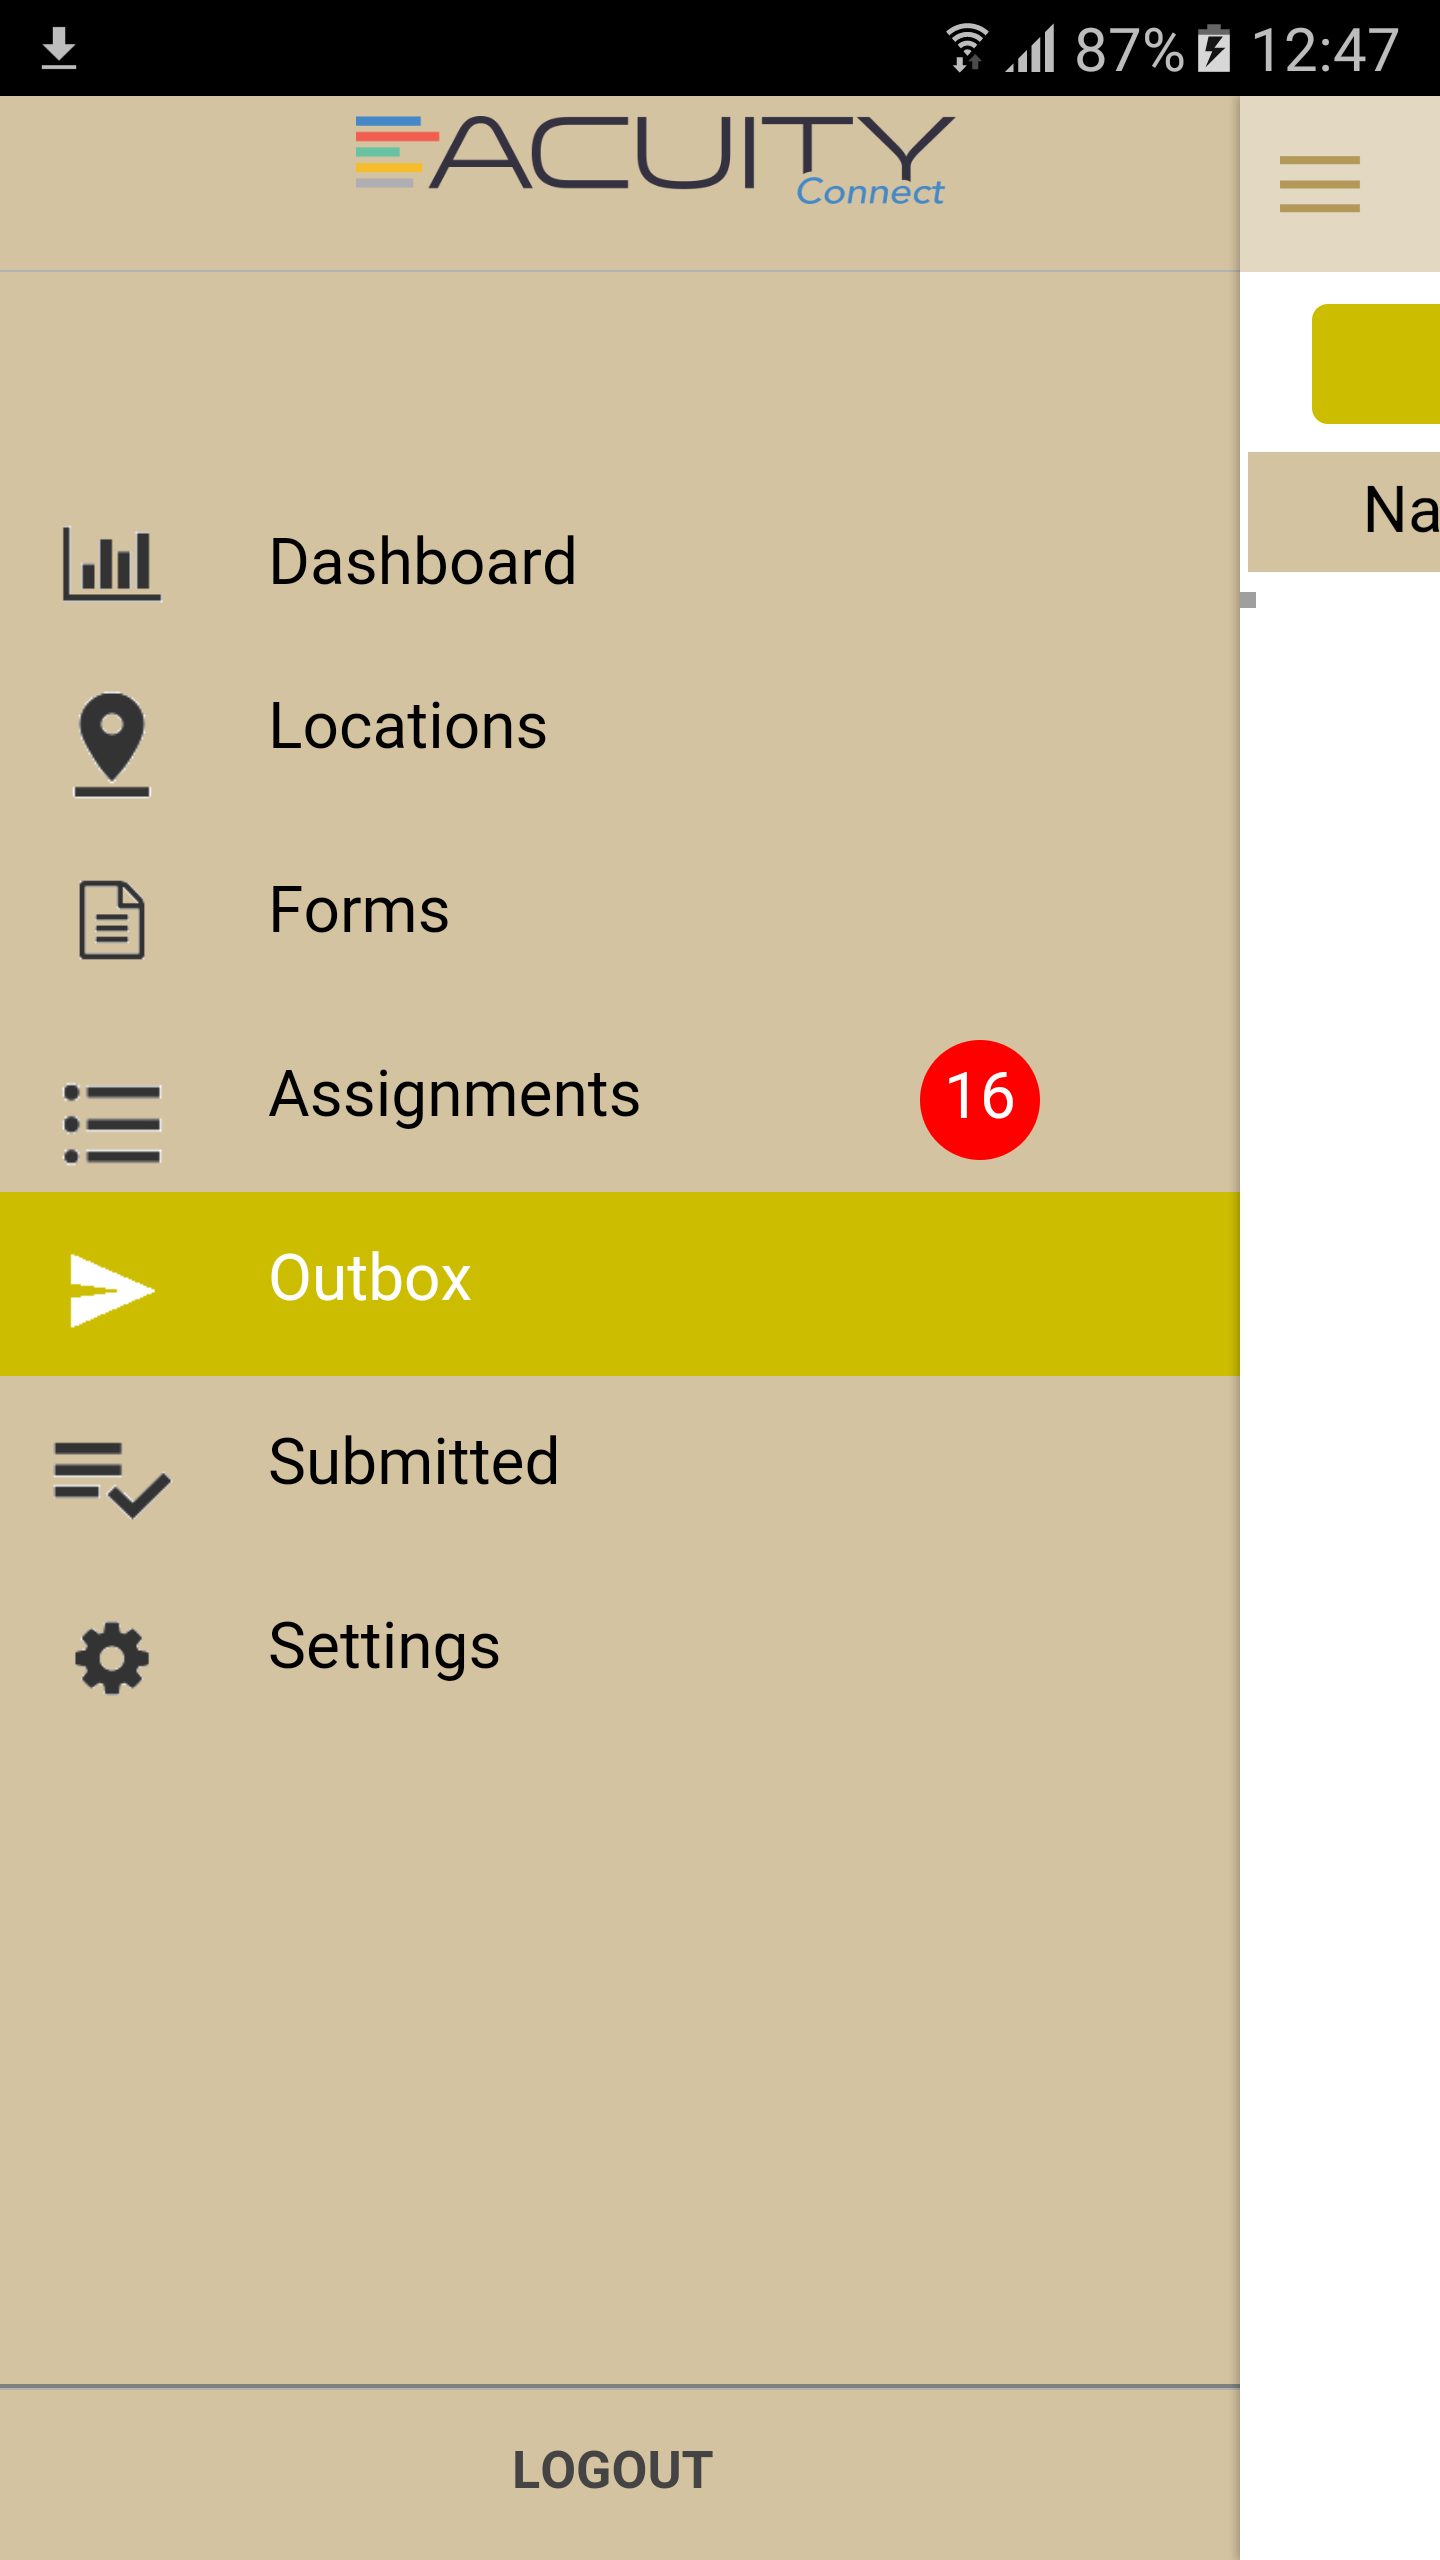 87% 12:47
ACUITY
Connect
Na
Dashboard
Locations
Forms
Assignments 16
Outbox
Submitted
Settings
LOGOUT